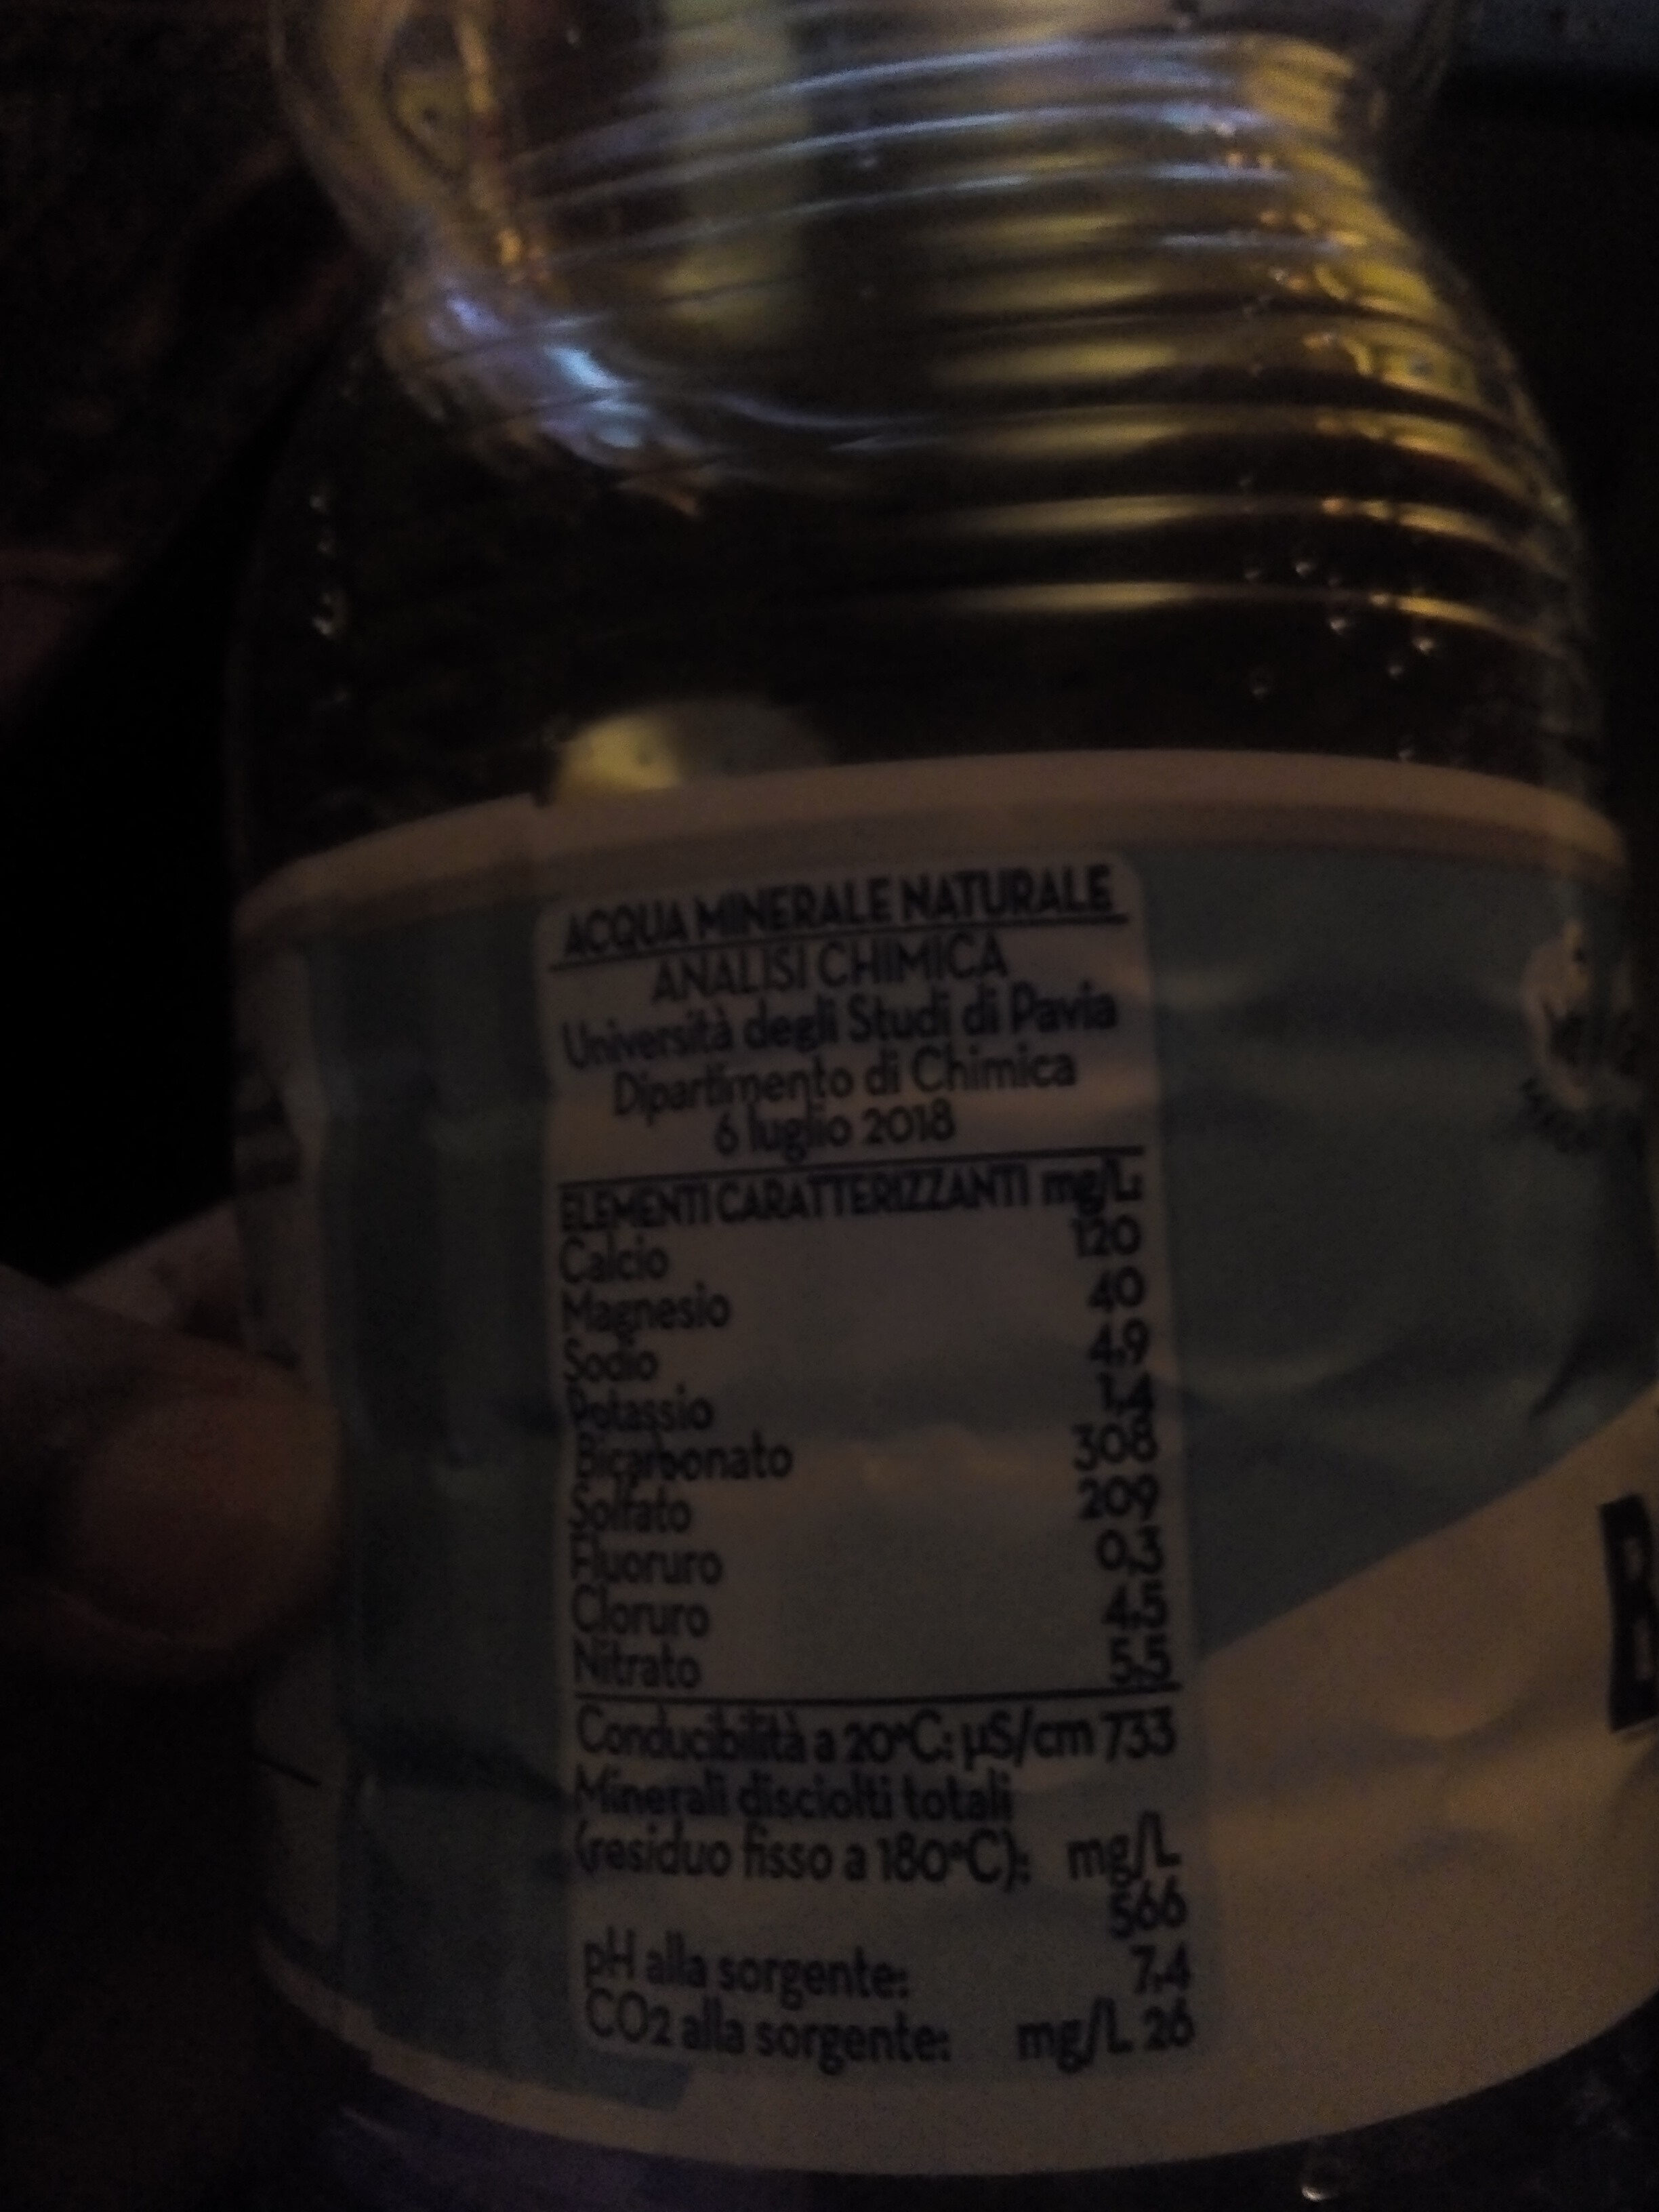 ACQUA MINERALE NATURALE
ANALISI CHIMICA
Università degli Studi di Pavia
Dipartimento di Chimica
6 luglio 2018
ELEMENTI CARATTERIZZANTI mg/L:
Calcio 120
Magnesio 40
Sodio 4,9
Potassio 1,4
Bicarbonato 308
Solfato 209
Fluoruro 0,3
Cloruro 4,5
Nitrato 5,5
Conducibilità a 20°C: µS/cm 733
Minerali disciolti totali
(residuo fisso a 180°C): mg/L
566
pH alla sorgente: 7,4
CO2 alla sorgente: mg/L 26